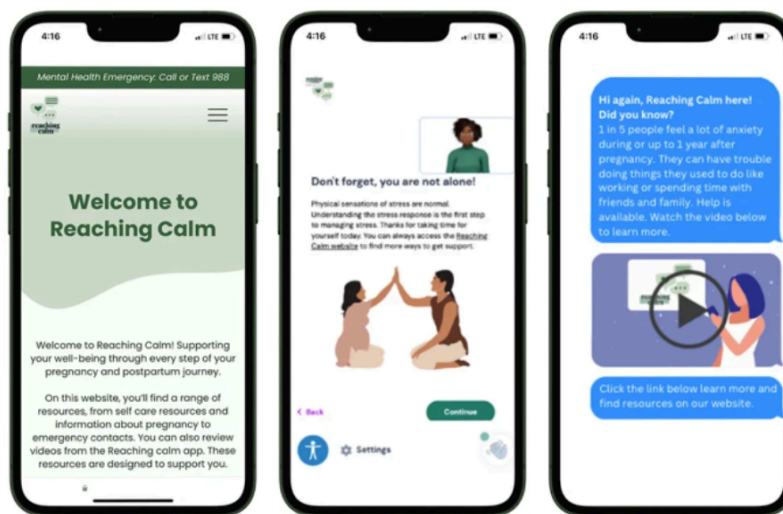 4:16
LTE
Mental Health Emergency: Call or Text 988
reaching
calm
Welcome to
Reaching Calm
Welcome to Reaching Calm! Supporting
your well-being through every step of your
pregnancy and postpartum journey.
On this website, you'll find a range of
resources, from self care resources and
information about pregnancy to
emergency contacts. You can also review
videos from the Reaching calm app. These
resources are designed to support you.
4:16
LTE
Don't forget, you are not alone!
Physical sensations of stress are normal.
Understanding the stress response is the first step
to managing stress. Thanks for taking time for
yourself today. You can always access the Reaching
Calm website to find more ways to get support.
< Back
Continue
Settings
4:16
LTE
Hi again, Reaching Calm here!
Did you know?
1 in 5 people feel a lot of anxiety
during or up to 1 year after
pregnancy. They can have trouble
doing things they used to do like
working or spending time with
friends and family. Help is
available. Watch the video below
to learn more.
reaching
calm
Click the link below learn more and
find resources on our website.